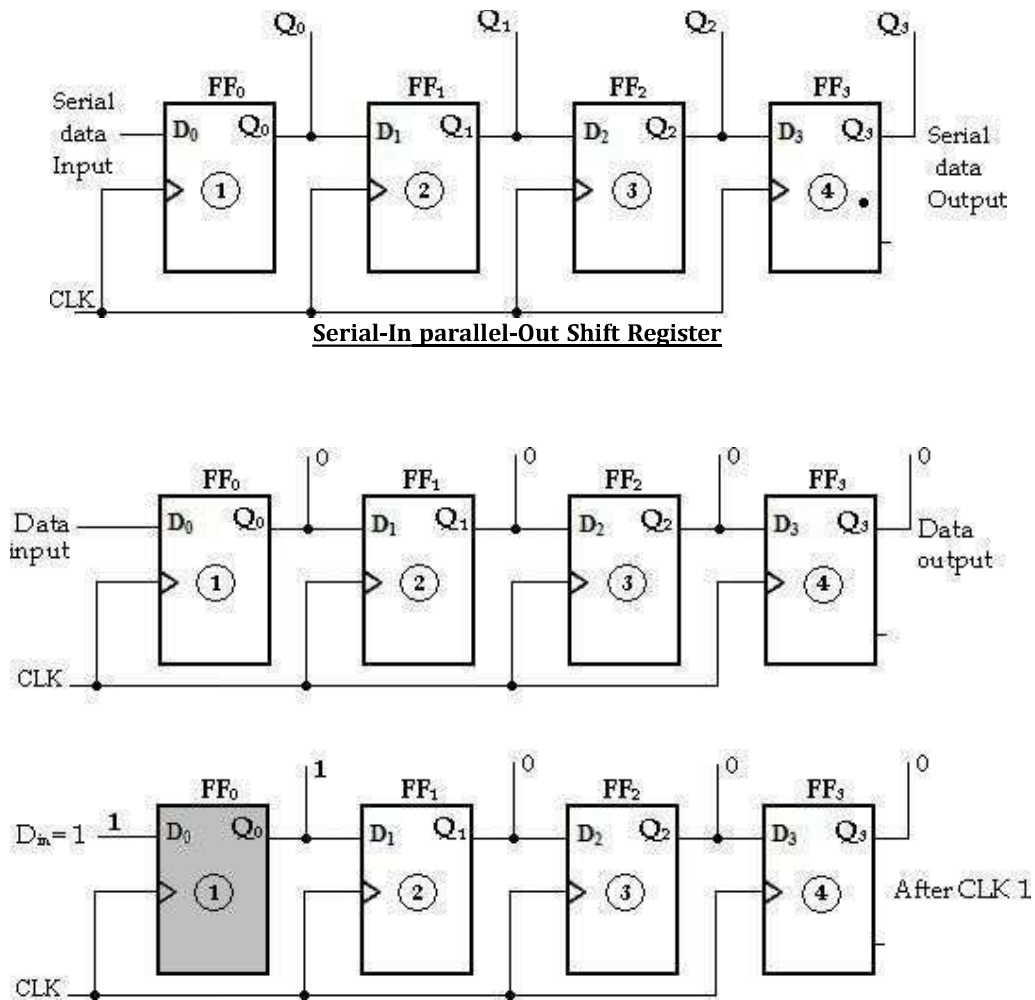 Q₀ Q₁ Q₂ Q₃
FF₀ FF₁ FF₂ FF₃
Serial
data
Input
D₀ Q₀ D₁ Q₁ D₂ Q₂ D₃ Q₃
Serial
data
Output
1 2 3 4
CLK
Serial-In parallel-Out Shift Register
0 0 0 0
FF₀ FF₁ FF₂ FF₃
Data
input
D₀ Q₀ D₁ Q₁ D₂ Q₂ D₃ Q₃
Data
output
1 2 3 4
CLK
1 0 0 0
FF₀ FF₁ FF₂ FF₃
Dᵢₙ= 1 1 D₀ Q₀ D₁ Q₁ D₂ Q₂ D₃ Q₃
1 2 3 4 After CLK 1
CLK